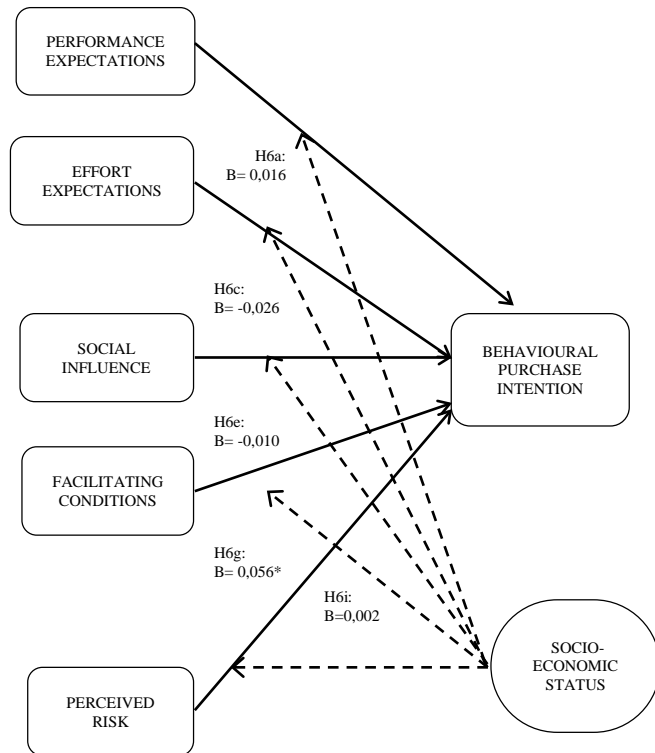 PERFORMANCE
EXPECTATIONS
H6a:
B= 0,016
EFFORT
EXPECTATIONS
H6c:
B= -0,026
SOCIAL
INFLUENCE
BEHAVIOURAL
PURCHASE
INTENTION
H6e:
B= -0,010
FACILITATING
CONDITIONS
H6g:
B= 0,056*
H6i:
B=0,002
SOCIO-
ECONOMIC
STATUS
PERCEIVED
RISK